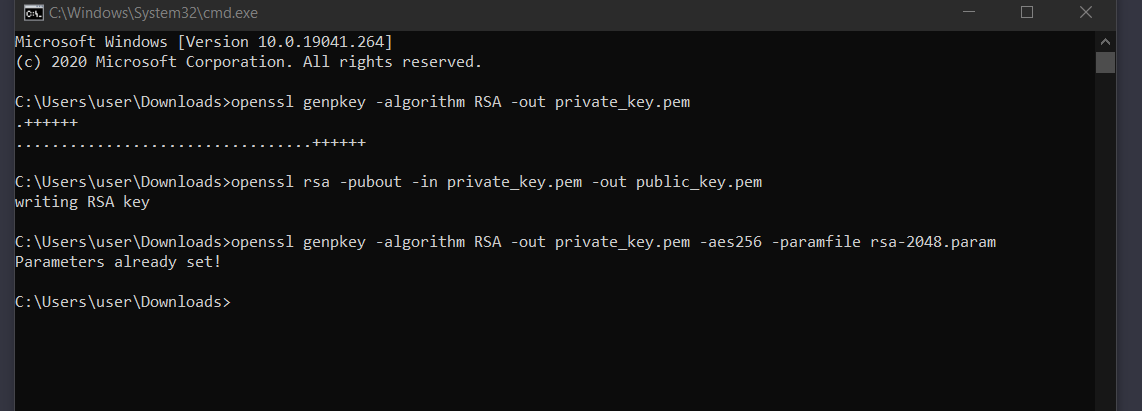 C:\Windows\System32\cmd.exe
Microsoft Windows [Version 10.0.19041.264]
(c) 2020 Microsoft Corporation. All rights reserved.
C:\Users\user\Downloads>openssl genpkey -algorithm RSA -out private_key.pem
.++++++
.................................++++++
C:\Users\user\Downloads>openssl rsa -pubout -in private_key.pem -out public_key.pem
writing RSA key
C:\Users\user\Downloads>openssl genpkey -algorithm RSA -out private_key.pem -aes256 -paramfile rsa-2048.param
Parameters already set!
C:\Users\user\Downloads>